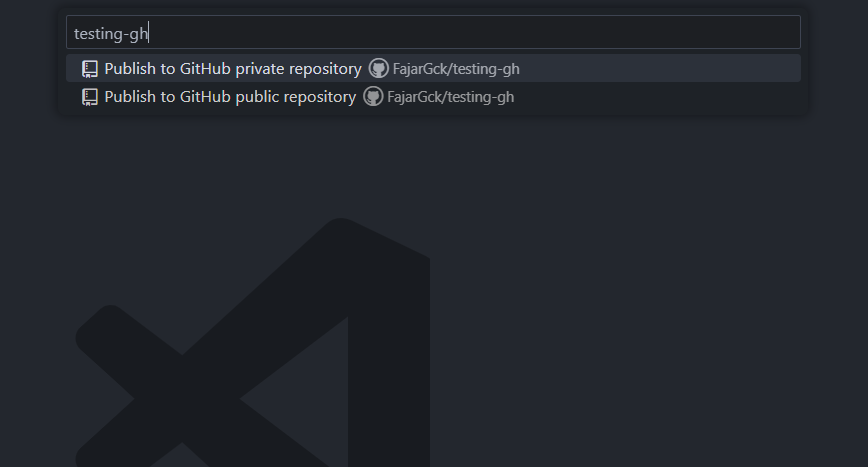 testing-gh
Publish to GitHub private repository FajarGck/testing-gh
Publish to GitHub public repository FajarGck/testing-gh